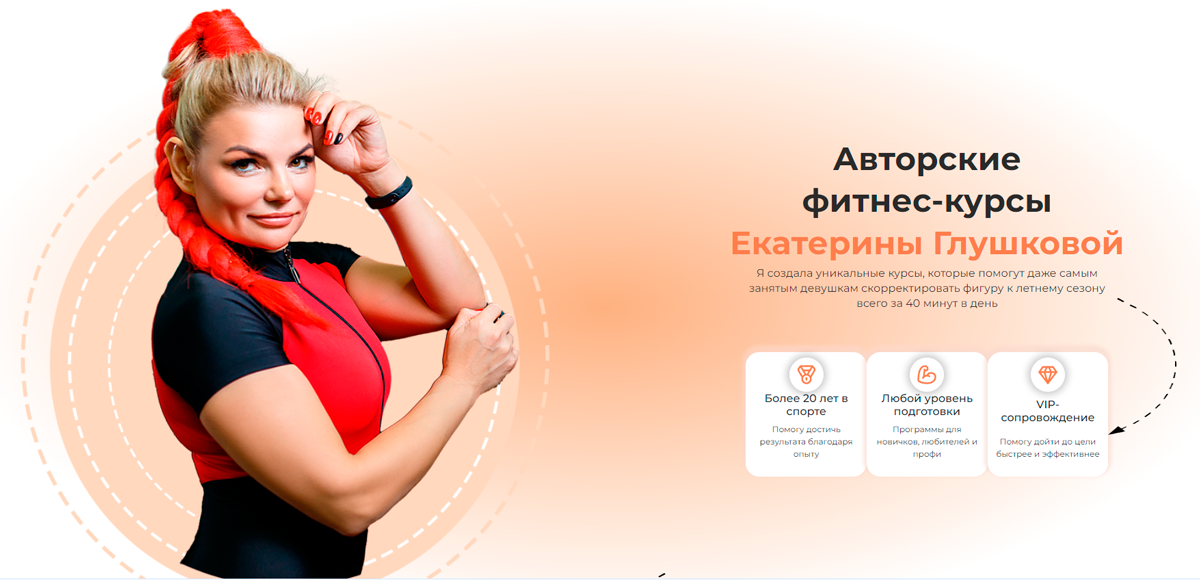 Авторские
фитнес-курсы
Екатерины Глушковой
Я создала уникальные курсы, которые помогут даже самым
занятым девушкам скорректировать фигуру к летнему сезону
всего за 40 минут в день
Более 20 лет в
спорте
Помогу достичь
результата благодаря
опыту
Любой уровень
подготовки
Программы для
новичков, любителей и
профи
VIP-
сопровождение
Помогу дойти до цели
быстрее и эффективнее